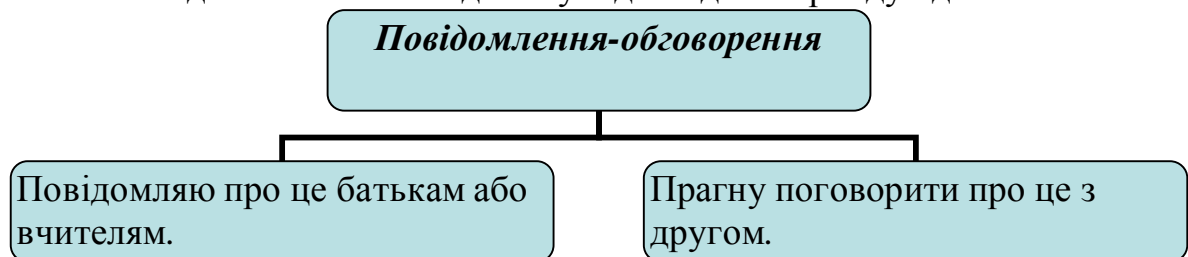 Повідомлення-обговорення
Повідомляю про це батькам або
вчителям.
Прагну поговорити про це з
другом.